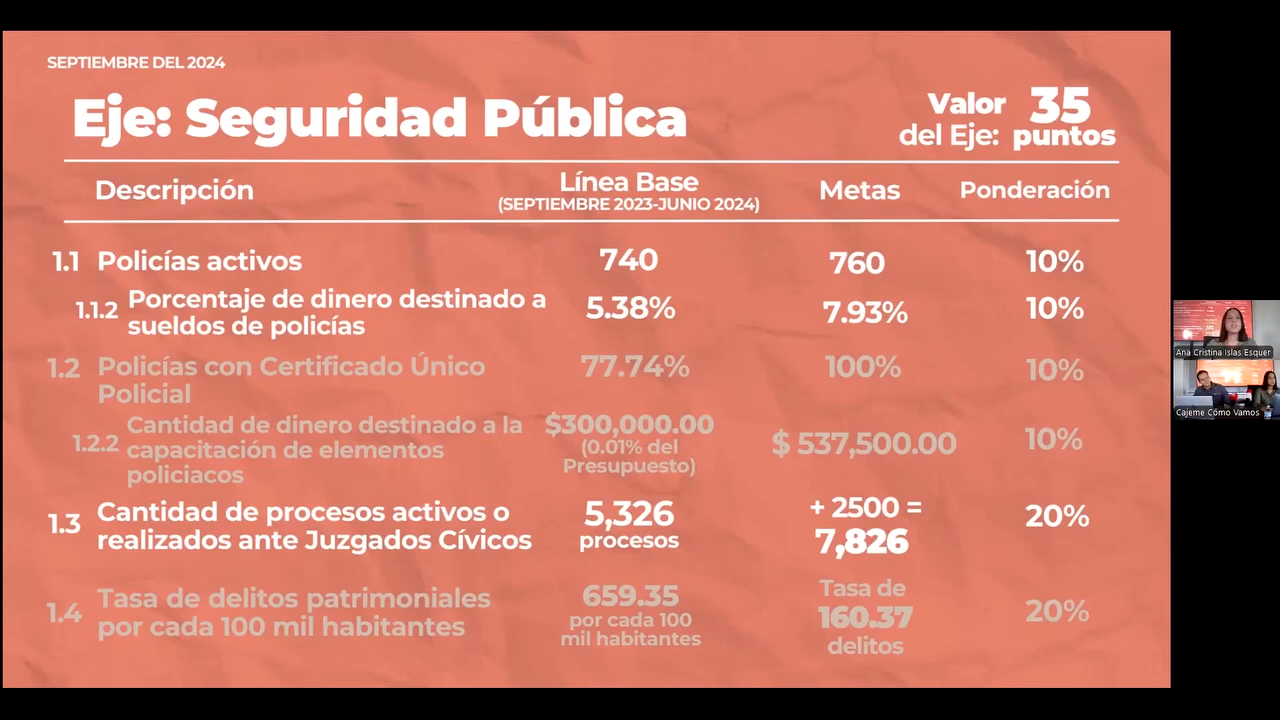 SEPTIEMBRE DEL 2024
Eje: Seguridad Pública
Valor del Eje: 35 puntos
Descripción
Línea Base
(SEPTIEMBRE 2023-JUNIO 2024)
Metas
Ponderación
1.1 Policías activos 740 760 10%
1.1.2 Porcentaje de dinero destinado a
sueldos de policías
5.38% 7.93% 10%
1.2 Policías con Certificado Único
Policial
77.74% 100% 10%
1.2.2 Cantidad de dinero destinado a la
capacitación de elementos
policiacos
$300,000.00
(0.01% del
Presupuesto)
$ 537,500.00 10%
1.3 Cantidad de procesos activos o
realizados ante Juzgados Cívicos
5,326
procesos
+ 2500 =
7,826
20%
1.4 Tasa de delitos patrimoniales
por cada 100 mil habitantes
659.35
por cada 100
mil habitantes
Tasa de
160.37
delitos
20%
Ana Cristina Islas Esquer
Cajeme Cómo Vamos